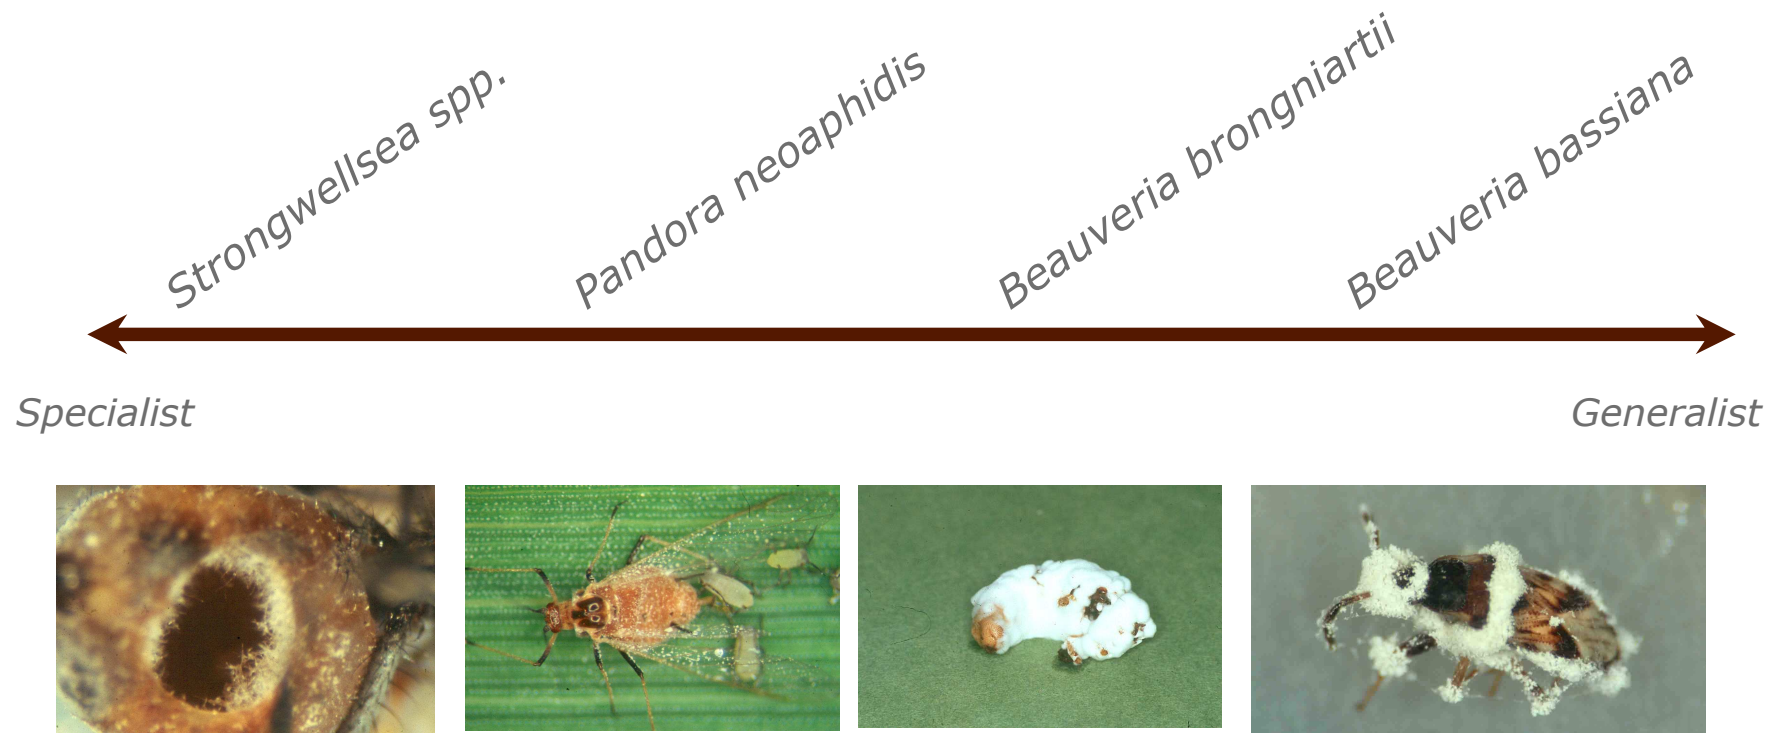 Strongwellsea spp.
Pandora neoaphidis
Beauveria brongniartii
Beauveria bassiana
Specialist
Generalist